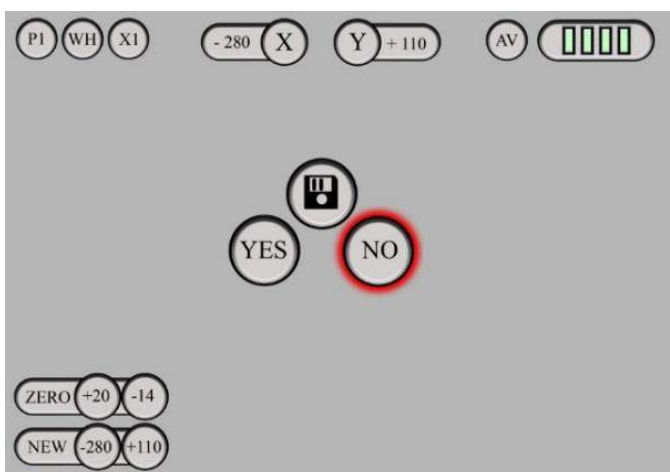 P1 WH X1 - 280 X Y + 110 AV
YES NO
ZERO +20 -14
NEW -280 +110